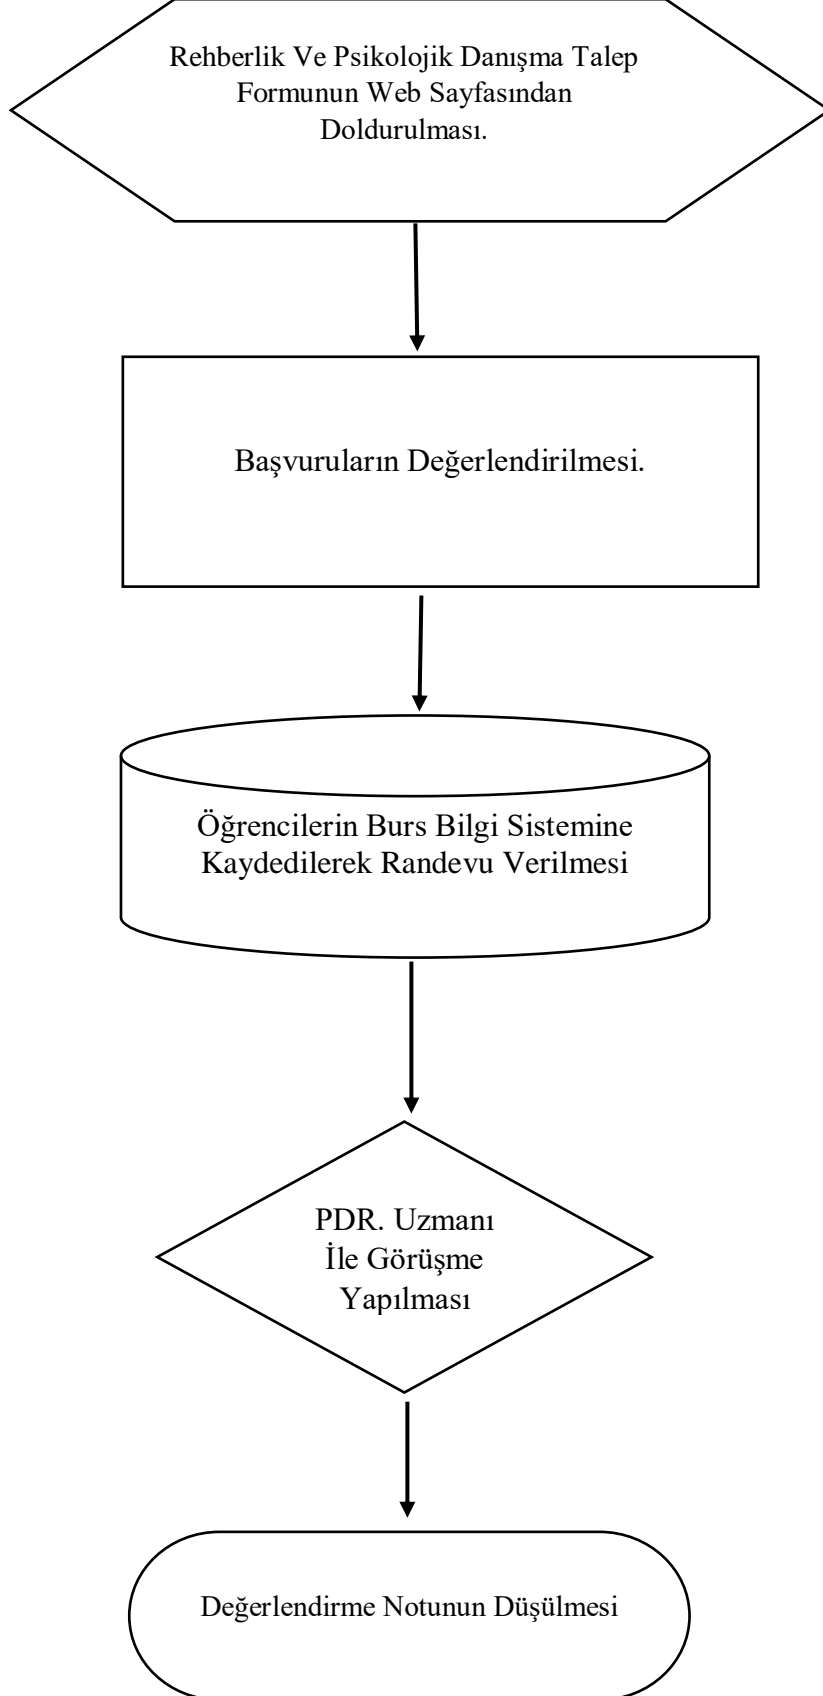 Rehberlik Ve Psikolojik Danışma Talep
Formunun Web Sayfasından
Doldurulması.
Başvuruların Değerlendirilmesi.
Öğrencilerin Burs Bilgi Sistemine
Kaydedilerek Randevu Verilmesi
PDR. Uzmanı
İle Görüşme
Yapılması
Değerlendirme Notunun Düşülmesi